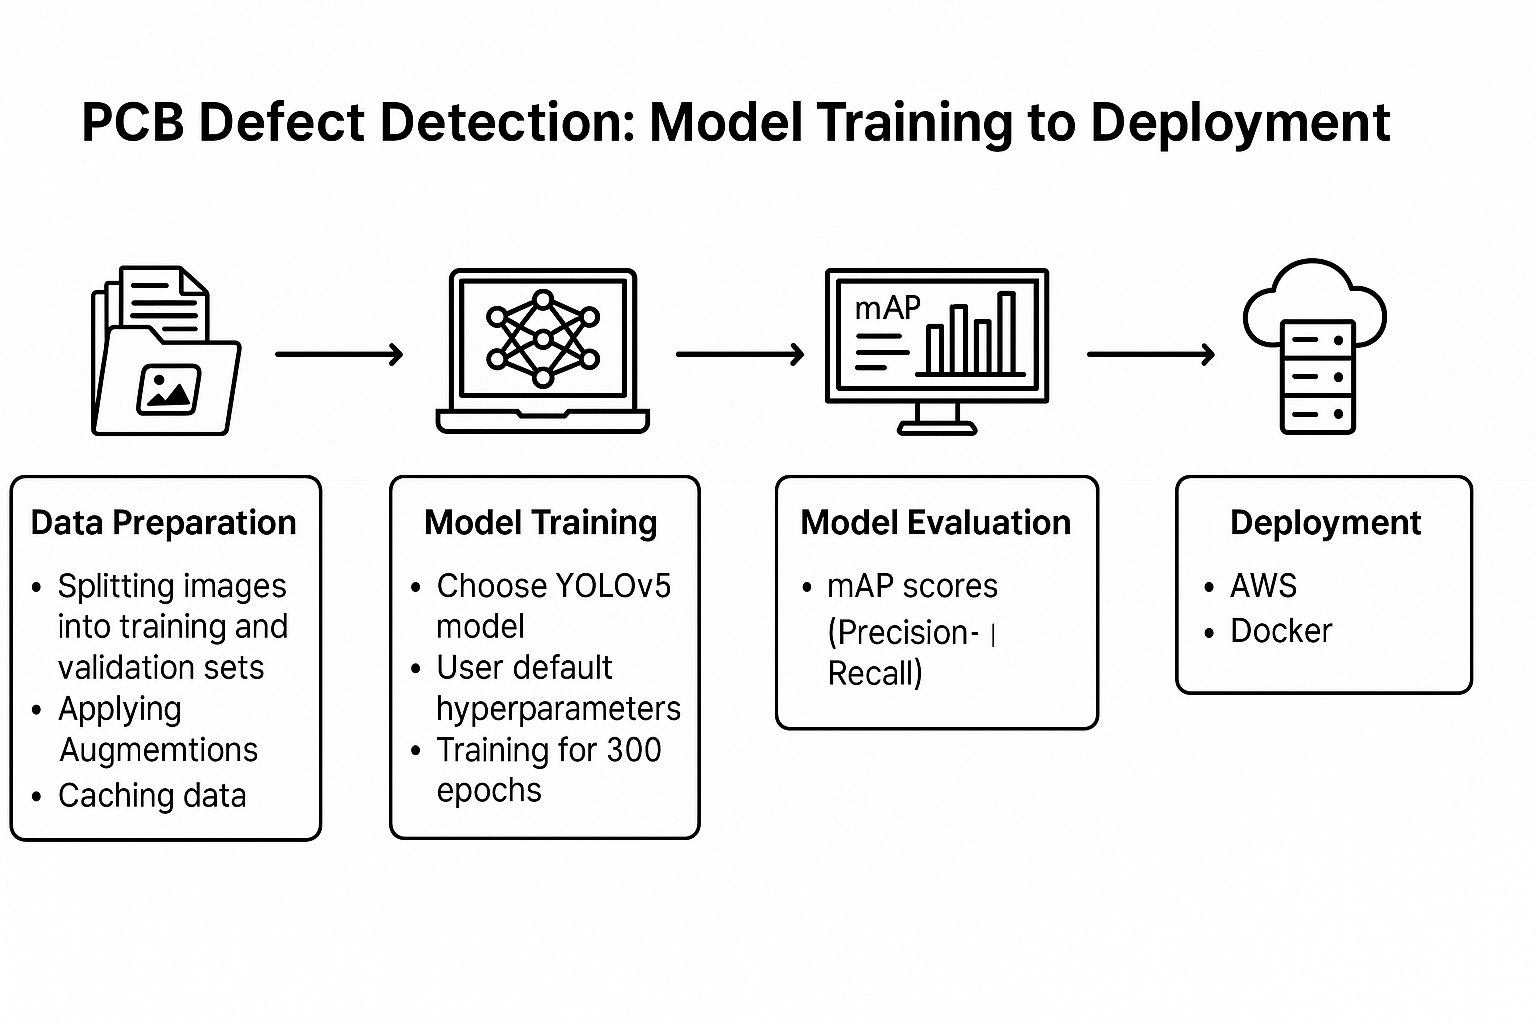 PCB Defect Detection: Model Training to Deployment
mAP
Data Preparation
• Splitting images
into training and
validation sets
• Applying
Augmemtions
• Caching data
Model Training
• Choose YOLOv5
model
• User default
hyperparameters
• Training for 300
epochs
Model Evaluation
• mAP scores
(Precision- |
Recall)
Deployment
• AWS
• Docker